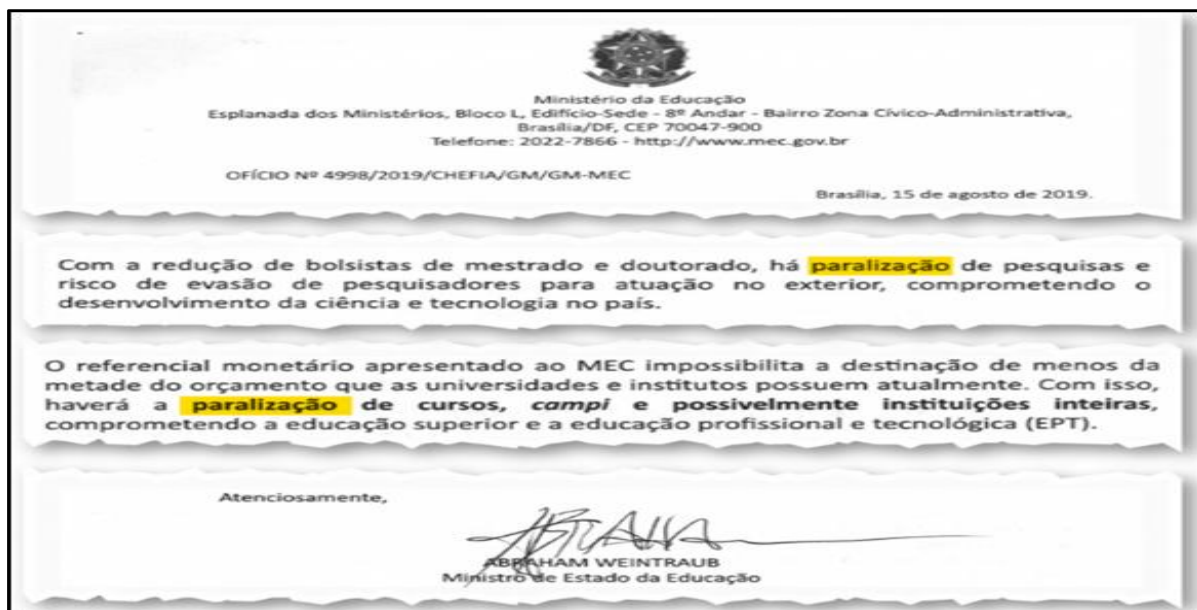 Ministério da Educação
Esplanada dos Ministérios, Bloco L, Edifício-Sede - 8º Andar - Bairro Zona Cívico-Administrativa,
Brasília/DF, CEP 70047-900
Telefone: 2022-7866 - http://www.mec.gov.br
OFÍCIO Nº 4998/2019/CHEFIA/GM/GM-MEC
Brasília, 15 de agosto de 2019.
Com a redução de bolsistas de mestrado e doutorado, há paralização de pesquisas e
risco de evasão de pesquisadores para atuação no exterior, comprometendo o
desenvolvimento da ciência e tecnologia no país.
O referencial monetário apresentado ao MEC impossibilita a destinação de menos da
metade do orçamento que as universidades e institutos possuem atualmente. Com isso,
haverá a paralização de cursos, campi e possivelmente instituições inteiras,
comprometendo a educação superior e a educação profissional e tecnológica (EPT).
Atenciosamente,
ABRAHAM WEINTRAUB
Ministro de Estado da Educação